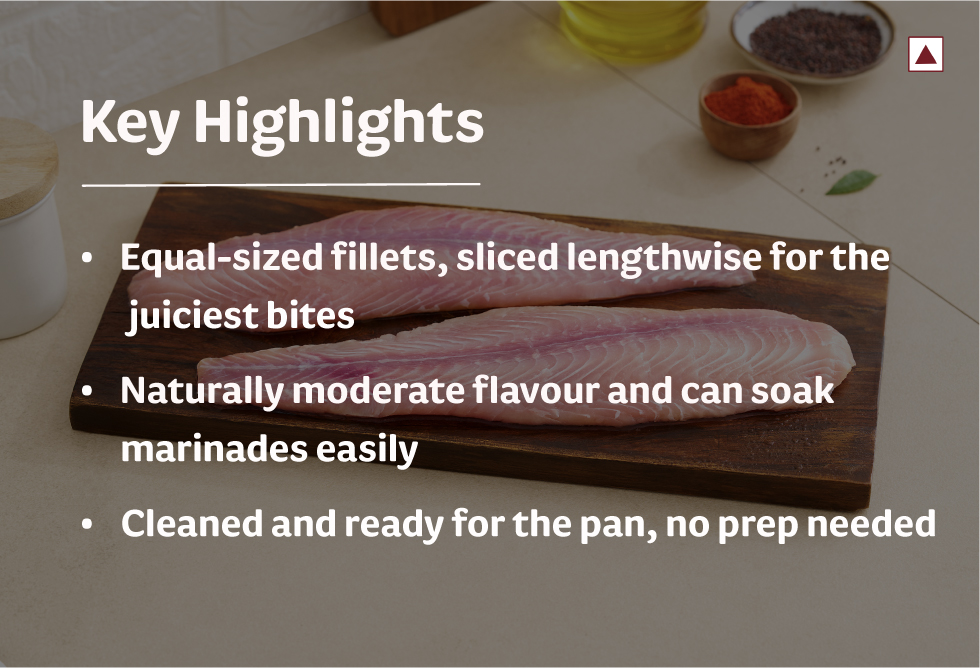 Key Highlights
• Equal-sized fillets, sliced lengthwise for the
juiciest bites
• Naturally moderate flavour and can soak
marinades easily
• Cleaned and ready for the pan, no prep needed